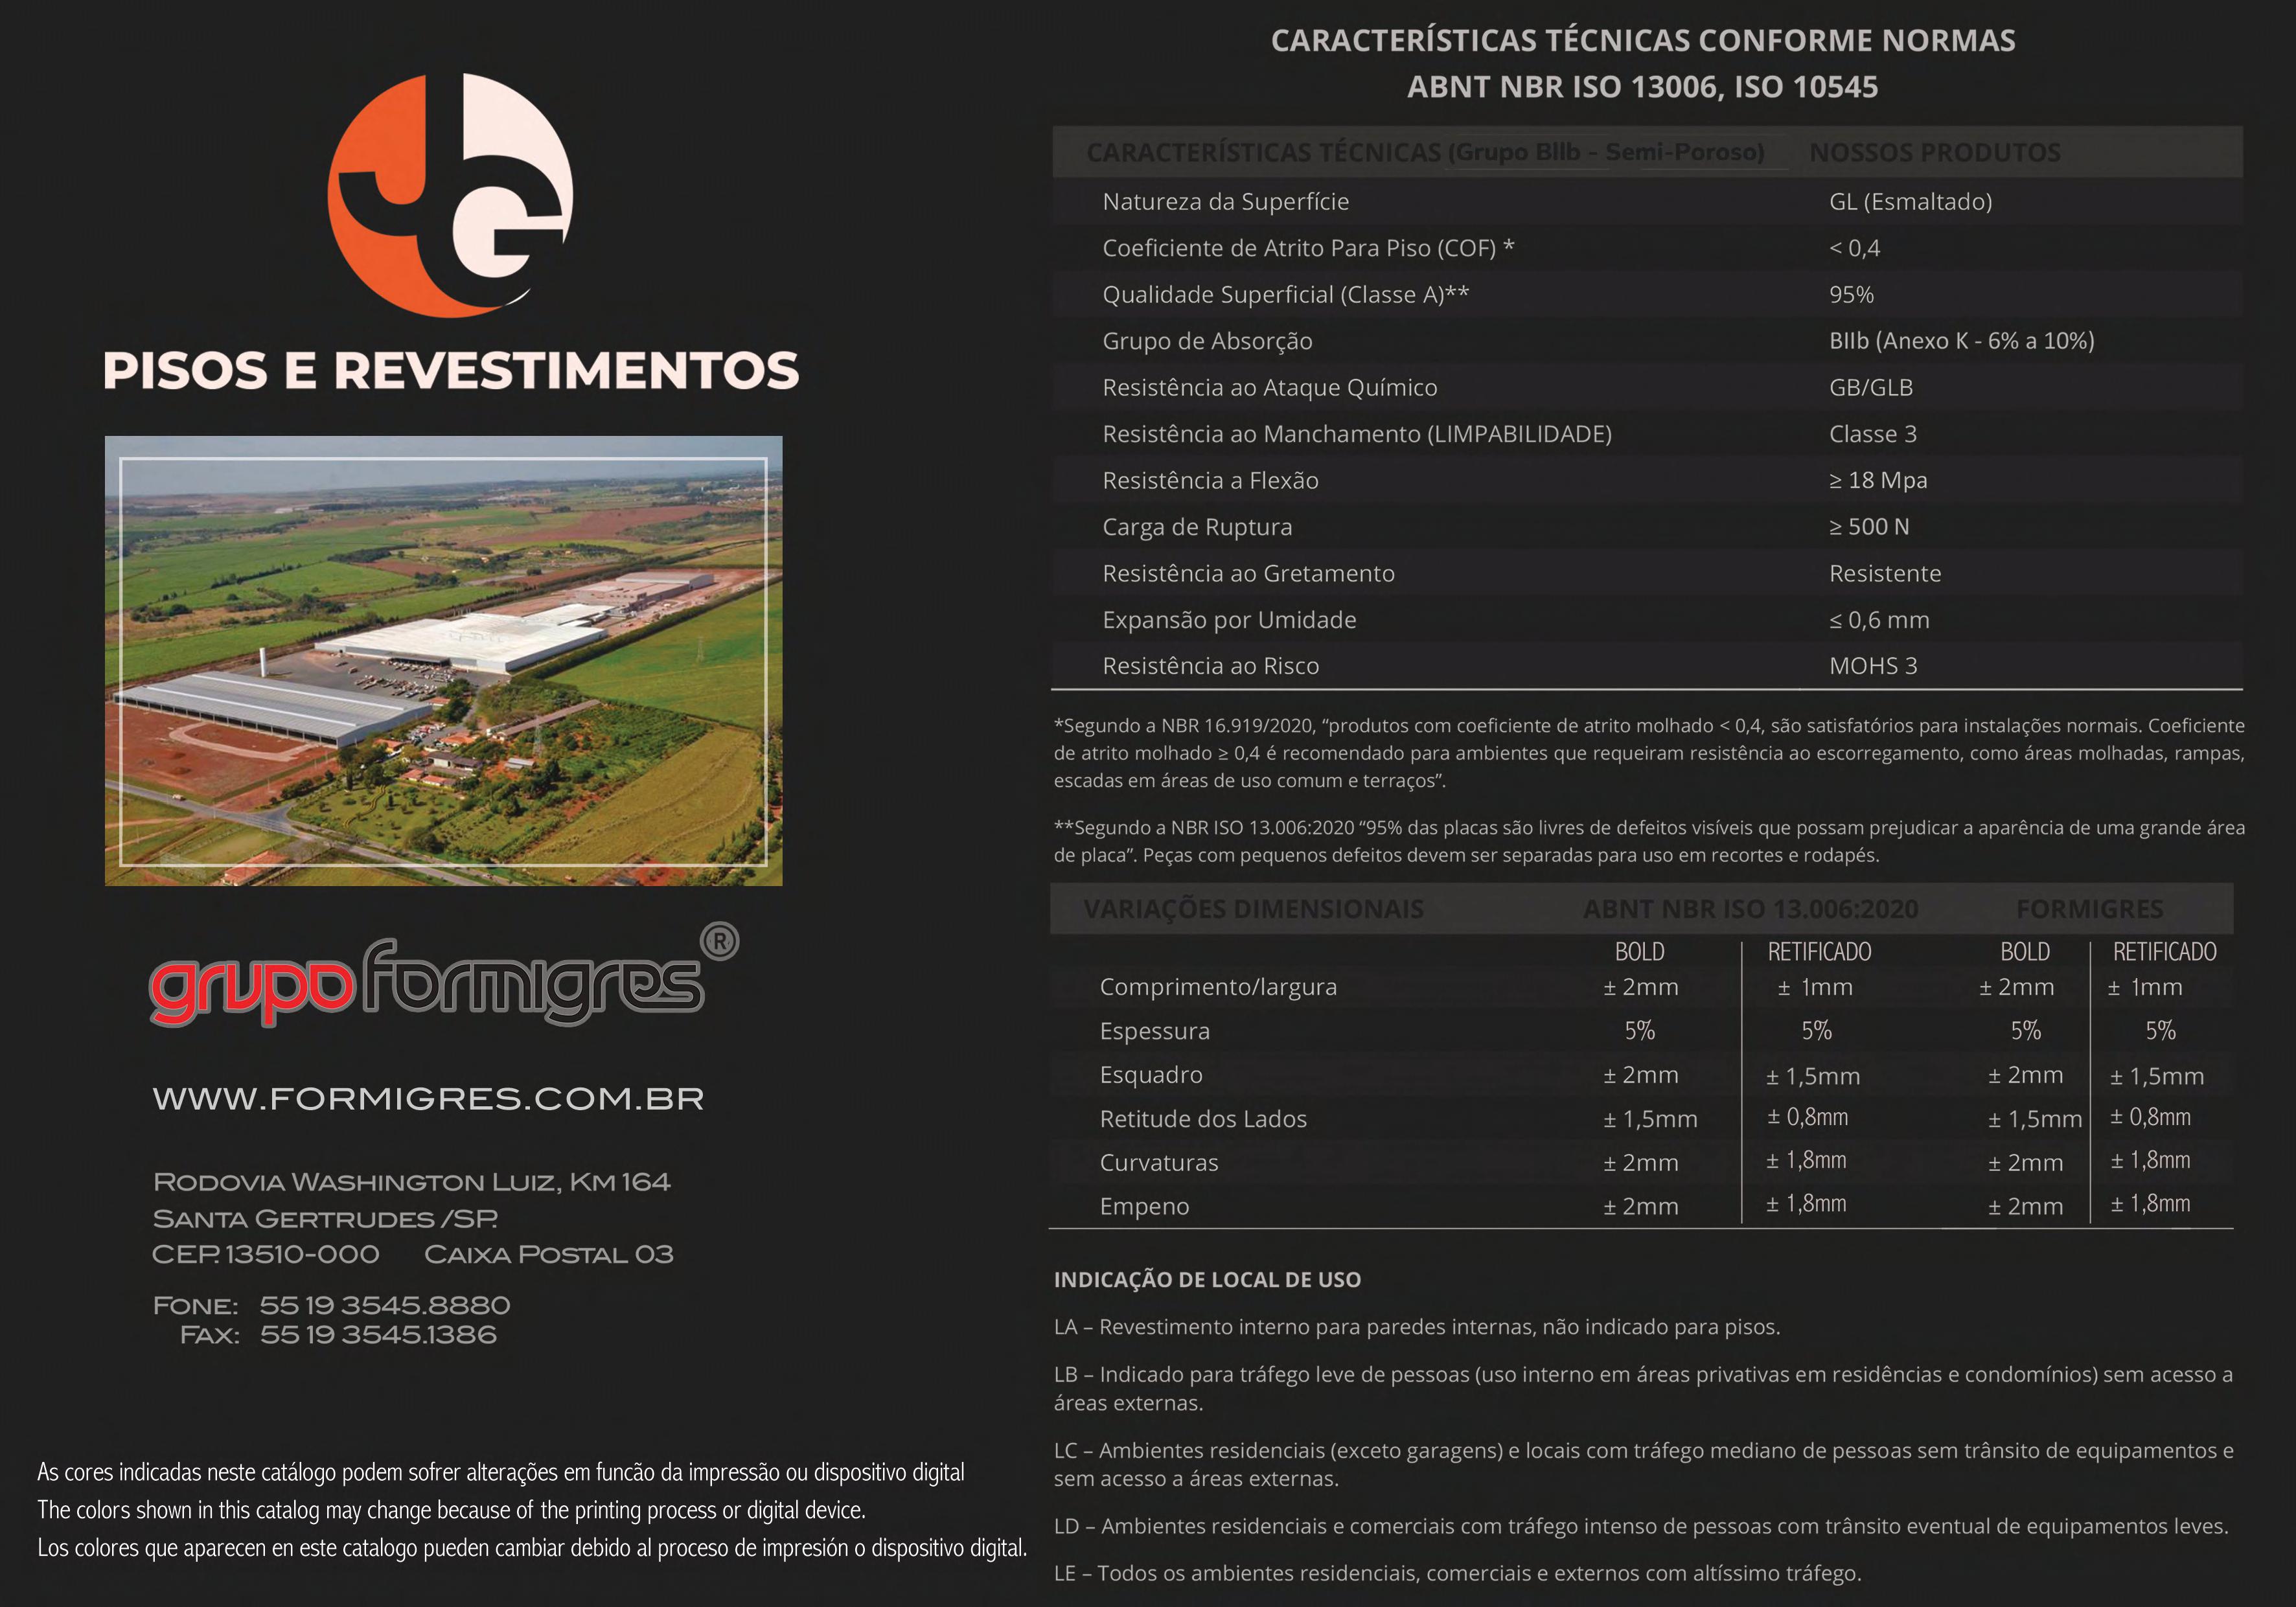 JG
PISOS E REVESTIMENTOS
grupoformigres®
WWW.FORMIGRES.COM.BR
RODOVIA WASHINGTON LUIZ, KM 164
SANTA GERTRUDES /SP.
CEP. 13510-000 CAIXA POSTAL 03
FONE: 55 19 3545.8880
FAX: 55 19 3545.1386
As cores indicadas neste catálogo podem sofrer alterações em funcão da impressão ou dispositivo digital
The colors shown in this catalog may change because of the printing process or digital device.
Los colores que aparecen en este catalogo pueden cambiar debido al proceso de impresión o dispositivo digital.
CARACTERÍSTICAS TÉCNICAS CONFORME NORMAS
ABNT NBR ISO 13006, ISO 10545
CARACTERÍSTICAS TÉCNICAS (Grupo BIIb - Semi-Poroso) NOSSOS PRODUTOS
Natureza da Superfície GL (Esmaltado)
Coeficiente de Atrito Para Piso (COF) * < 0,4
Qualidade Superficial (Classe A)** 95%
Grupo de Absorção BIIb (Anexo K - 6% a 10%)
Resistência ao Ataque Químico GB/GLB
Resistência ao Manchamento (LIMPABILIDADE) Classe 3
Resistência a Flexão ≥ 18 Mpa
Carga de Ruptura ≥ 500 N
Resistência ao Gretamento Resistente
Expansão por Umidade ≤ 0,6 mm
Resistência ao Risco MOHS 3
*Segundo a NBR 16.919/2020, “produtos com coeficiente de atrito molhado < 0,4, são satisfatórios para instalações normais. Coeficiente
de atrito molhado ≥ 0,4 é recomendado para ambientes que requeiram resistência ao escorregamento, como áreas molhadas, rampas,
escadas em áreas de uso comum e terraços”.
**Segundo a NBR ISO 13.006:2020 “95% das placas são livres de defeitos visíveis que possam prejudicar a aparência de uma grande área
de placa”. Peças com pequenos defeitos devem ser separadas para uso em recortes e rodapés.
VARIAÇÕES DIMENSIONAIS ABNT NBR ISO 13.006:2020 FORMIGRES
BOLD RETIFICADO BOLD RETIFICADO
Comprimento/largura ± 2mm ± 1mm ± 2mm ± 1mm
Espessura 5% 5% 5% 5%
Esquadro ± 2mm ± 1,5mm ± 2mm ± 1,5mm
Retitude dos Lados ± 1,5mm ± 0,8mm ± 1,5mm ± 0,8mm
Curvaturas ± 2mm ± 1,8mm ± 2mm ± 1,8mm
Empeno ± 2mm ± 1,8mm ± 2mm ± 1,8mm
INDICAÇÃO DE LOCAL DE USO
LA – Revestimento interno para paredes internas, não indicado para pisos.
LB – Indicado para tráfego leve de pessoas (uso interno em áreas privativas em residências e condomínios) sem acesso a
áreas externas.
LC – Ambientes residenciais (exceto garagens) e locais com tráfego mediano de pessoas sem trânsito de equipamentos e
sem acesso a áreas externas.
LD – Ambientes residenciais e comerciais com tráfego intenso de pessoas com trânsito eventual de equipamentos leves.
LE – Todos os ambientes residenciais, comerciais e externos com altíssimo tráfego.